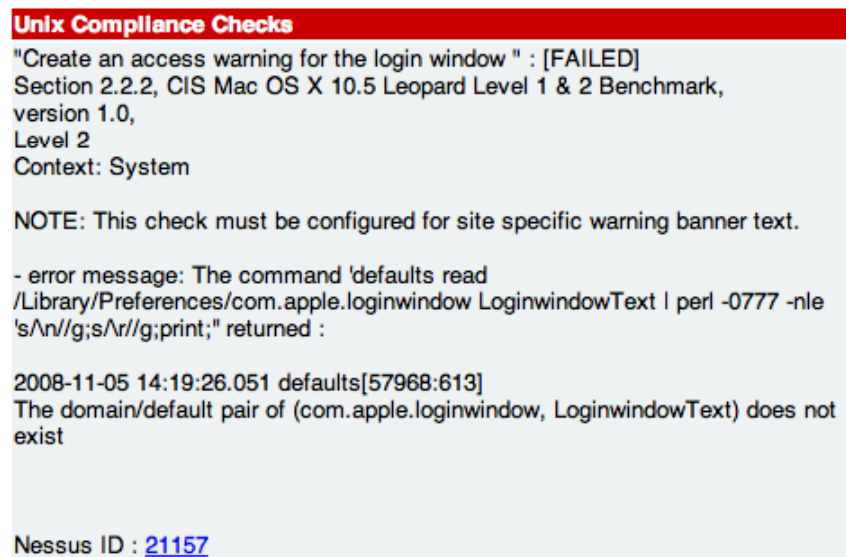 Unix Compliance Checks
"Create an access warning for the login window " : [FAILED]
Section 2.2.2, CIS Mac OS X 10.5 Leopard Level 1 & 2 Benchmark,
version 1.0,
Level 2
Context: System
NOTE: This check must be configured for site specific warning banner text.
- error message: The command 'defaults read
/Library/Preferences/com.apple.loginwindow LoginwindowText | perl -0777 -nle
's/\n//g;s/\r//g;print;" returned :
2008-11-05 14:19:26.051 defaults[57968:613]
The domain/default pair of (com.apple.loginwindow, LoginwindowText) does not
exist
Nessus ID : 21157